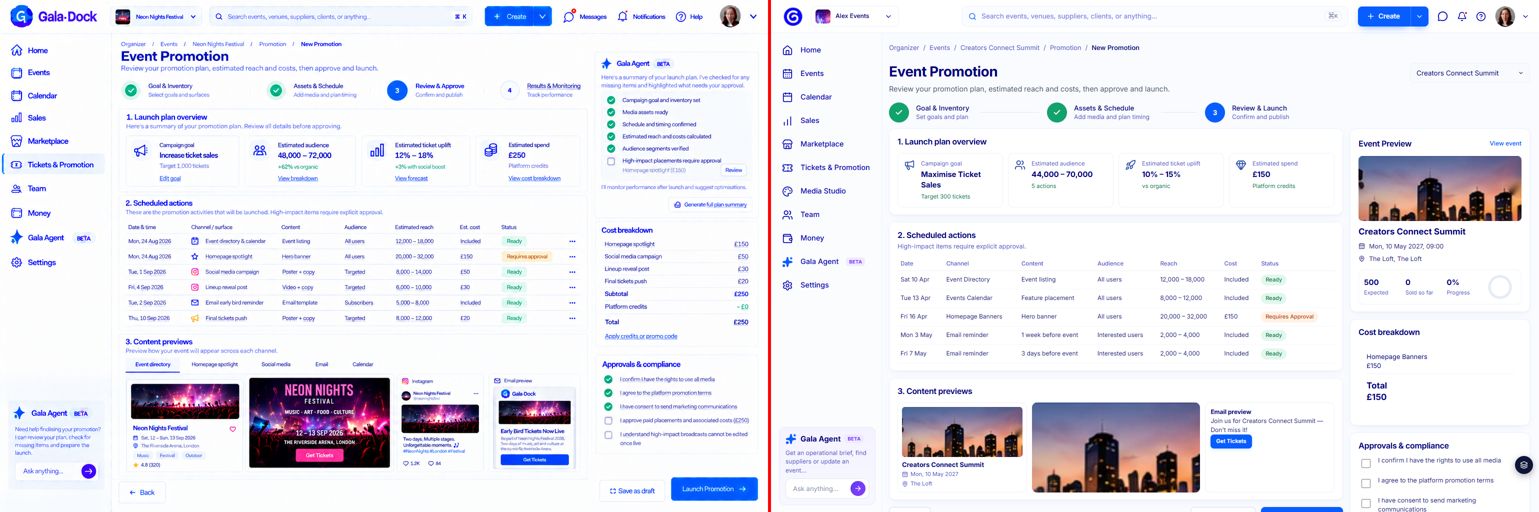 Gala-Dock
Neon Nights Festival
Search events, venues, suppliers, clients, or anything...
⌘ K
+ Create
Messages
Notifications
Help
Home
Events
Calendar
Sales
Marketplace
Tickets & Promotion
Team
Money
Gala Agent BETA
Settings
Gala Agent BETA
Need help finalising your promotion? I can review your plan, check for missing items and prepare the launch.
Ask anything...
Organizer / Events / Neon Nights Festival / Promotion / New Promotion
Event Promotion
Review your promotion plan, estimated reach and costs, then approve and launch.
Goal & Inventory
Select goals and surfaces
Assets & Schedule
Add media and plan timing
3
Review & Approve
Confirm and publish
4
Results & Monitoring
Track performance
1. Launch plan overview
Here's a summary of your promotion plan. Review all details before approving.
Campaign goal
Increase ticket sales
Target 1,000 tickets
Edit goal
Estimated audience
48,000 – 72,000
+62% vs organic
View breakdown
Estimated ticket uplift
12% – 18%
+3% with social boost
View forecast
Estimated spend
£250
Platform credits
View cost breakdown
2. Scheduled actions
These are the promotion activities that will be launched. High-impact items require explicit approval.
Date & time Channel / surface Content Audience Estimated reach Est. cost Status
Mon, 24 Aug 2026 Event directory & calendar Event listing All users 12,000 – 18,000 Included Ready
Mon, 24 Aug 2026 Homepage spotlight Hero banner All users 20,000 – 32,000 £150 Requires approval
Tue, 1 Sep 2026 Social media campaign Poster + copy Targeted 8,000 – 14,000 £50 Ready
Fri, 4 Sep 2026 Lineup reveal post Video + copy Targeted 6,000 – 10,000 £30 Ready
Tue, 2 Sep 2026 Email early bird reminder Email template Subscribers 5,000 – 8,000 Included Ready
Thu, 10 Sep 2026 Final tickets push Poster + copy Targeted 8,000 – 12,000 £20 Ready
3. Content previews
Preview how your event will appear across each channel.
Event directory Homepage spotlight Social media Email Calendar
Neon Nights Festival
Sat, 12 – Sun, 13 Sep 2026
The Riverside Arena, London
Music Festival Outdoor
4.8 (320)
NEON NIGHTS
FESTIVAL
MUSIC · ART · FOOD · CULTURE
12 – 13 SEPTEMBER 2026
THE RIVERSIDE ARENA, LONDON
Get Tickets
Instagram
Neon Nights Festival
Two days, Multiple stages.
Unforgettable moments.
#NeonNights #London #Festival
1.2K 84
Email preview
Gala Dock
Early Bird Tickets Now Live
Get Tickets
← Back
Save as draft
Launch Promotion →
Gala Agent BETA
Here's a summary of your launch plan. I've checked for any missing items and highlighted what needs your approval.
Campaign goal and inventory set
Media assets ready
Schedule and timing confirmed
Estimated reach and costs calculated
Audience segments verified
High-impact placements require approval
Homepage spotlight (£150)
Review
I'll monitor performance after launch and suggest optimisations.
Generate full plan summary
Cost breakdown
Homepage spotlight £150
Social media campaign £50
Lineup reveal post £30
Final tickets push £20
Subtotal £250
Platform credits - £0
Total £250
Apply credits or promo code
Approvals & compliance
I confirm I have the rights to use all media
I agree to the platform promotion terms
I have consent to send marketing communications
I approve paid placements and associated costs (£250)
I understand high-impact broadcasts cannot be edited once live
Alex Events
Search events, venues, suppliers, clients, or anything...
⌘K
+ Create
Home
Events
Calendar
Sales
Marketplace
Tickets & Promotion
Media Studio
Team
Money
Gala Agent BETA
Settings
Gala Agent BETA
Get an operational brief, find suppliers or update an event...
Ask anything...
Organizer / Events / Creators Connect Summit / Promotion / New Promotion
Event Promotion
Review your promotion plan, estimated reach and costs, then approve and launch.
Creators Connect Summit
Goal & Inventory
Set goals and plan
Assets & Schedule
Add media and plan timing
3
Review & Launch
Confirm and publish
1. Launch plan overview
Campaign goal
Maximise Ticket Sales
Target 300 tickets
Estimated audience
44,000 – 70,000
5 actions
Estimated ticket uplift
10% – 15%
vs organic
Estimated spend
£150
Platform credits
2. Scheduled actions
High-impact items require explicit approval.
Date Channel Content Audience Reach Cost Status
Sat 10 Apr Event Directory Event listing All users 12,000 – 18,000 Included Ready
Tue 13 Apr Events Calendar Feature placement All users 8,000 – 12,000 Included Ready
Fri 16 Apr Homepage Banners Hero banner All users 20,000 – 32,000 £150 Requires Approval
Mon 3 May Email reminder 1 week before event Interested users 2,000 – 4,000 Included Ready
Fri 7 May Email reminder 3 days before event Interested users 2,000 – 4,000 Included Ready
3. Content previews
Creators Connect Summit
Mon, 10 May 2027
The Loft
Email preview
Join us for Creators Connect Summit — Don't miss it!
Get Tickets
Event Preview
View event
Creators Connect Summit
Mon, 10 May 2027, 09:00
The Loft, The Loft
500 0 0%
Expected Sold so far Progress
Cost breakdown
Homepage Banners
£150
Total
£150
Approvals & compliance
I confirm I have the rights to use all media
I agree to the platform promotion terms
I have consent to send marketing communications